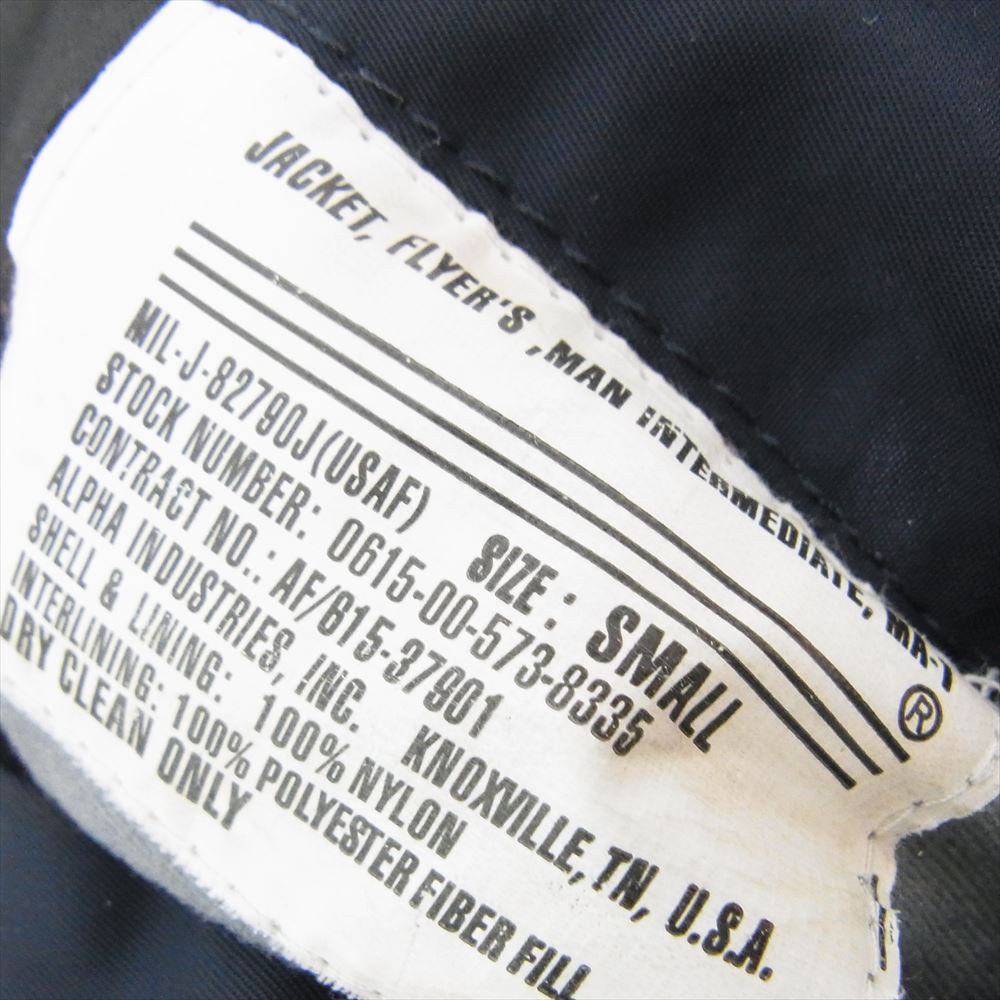 JACKET, FLYER'S ,MAN INTERMEDIATE, MA-1
®
MIL-J-82790J(USAF) SIZE : SMALL
STOCK NUMBER: 0615-00-573-8335
CONTRACT NO.: AF/615-37901
ALPHA INDUSTRIES, INC. KNOXVILLE, TN, U.S.A.
SHELL & LINING: 100% NYLON
INTERLINING: 100% POLYESTER FIBER FILL
DRY CLEAN ONLY